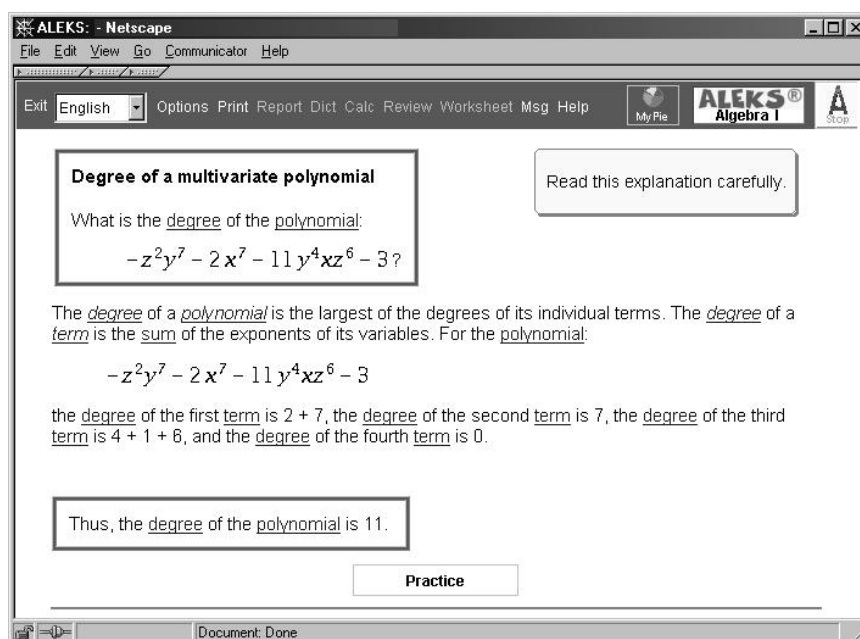 ALEKS: - Netscape
File Edit View Go Communicator Help
Exit English Options Print Report Dict Calc Review Worksheet Msg Help MyPie ALEKS® Algebra I A Stop
Degree of a multivariate polynomial
Read this explanation carefully.
What is the degree of the polynomial:
−z²y⁷ − 2x⁷ − 11y⁴xz⁶ − 3?
The degree of a polynomial is the largest of the degrees of its individual terms. The degree of a
term is the sum of the exponents of its variables. For the polynomial:
−z²y⁷ − 2x⁷ − 11y⁴xz⁶ − 3
the degree of the first term is 2 + 7, the degree of the second term is 7, the degree of the third
term is 4 + 1 + 6, and the degree of the fourth term is 0.
Thus, the degree of the polynomial is 11.
Practice
Document: Done